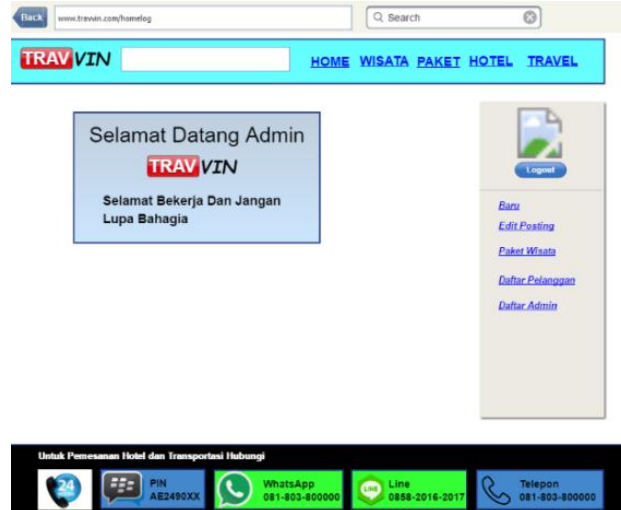 Back www.travvin.com/homelog Search
TRAVVIN HOME WISATA PAKET HOTEL TRAVEL
Selamat Datang Admin
TRAVVIN
Selamat Bekerja Dan Jangan
Lupa Bahagia
Logout
Baru
Edit Posting
Paket Wisata
Daftar Pelanggan
Daftar Admin
Untuk Pemesanan Hotel dan Transportasi Hubungi
24
PIN
AE2490XX
WhatsApp
081-803-800000
LINE
Line
0858-2016-2017
Telepon
081-803-800000